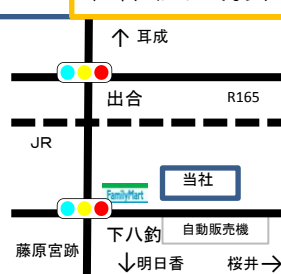 ↑ 耳成
出合 R165
JR
当社
FamilyMart
下八釣 自動販売機
藤原宮跡
↓明日香 桜井→